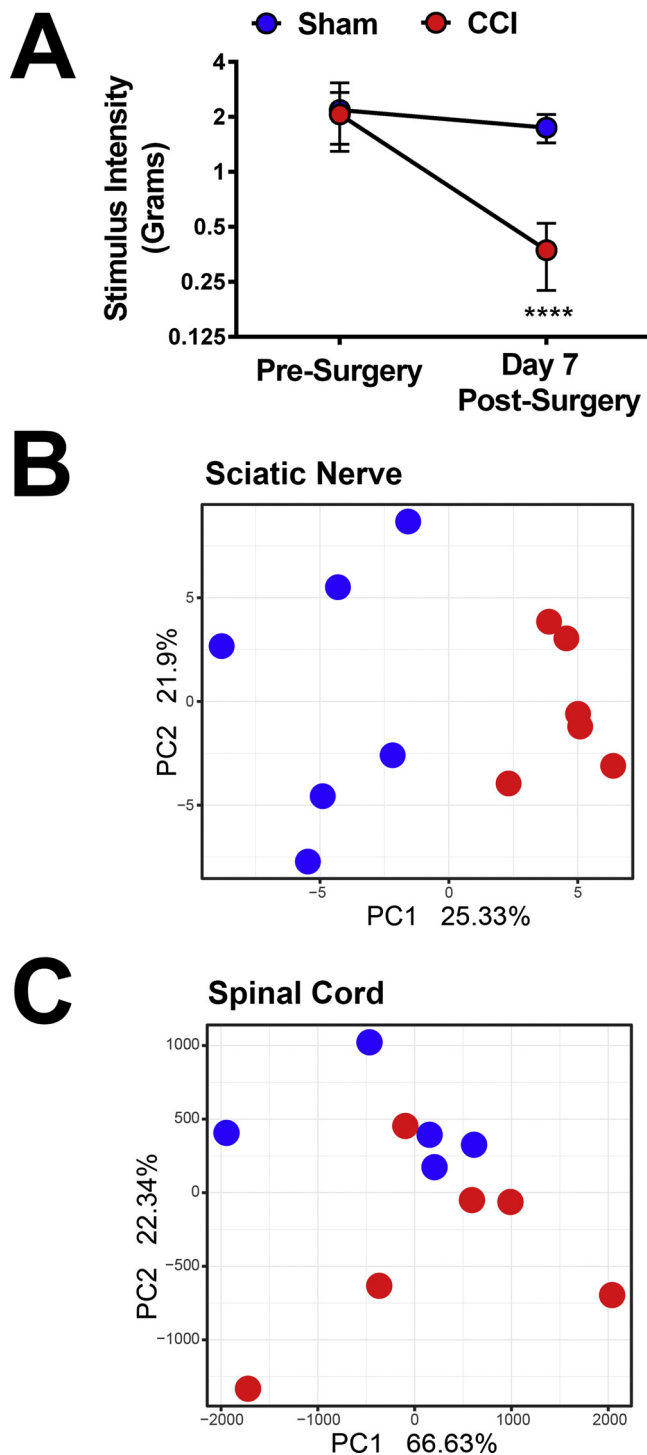 A
Sham CCI
Stimulus Intensity
(Grams)
4
2
1
0.5
0.25
0.125
****
Pre-Surgery
Day 7
Post-Surgery
B
Sciatic Nerve
PC2 21.9%
5
0
−5
−5 0 5
PC1 25.33%
C
Spinal Cord
PC2 22.34%
1000
500
0
−500
−1000
−2000 −1000 0 1000 2000
PC1 66.63%